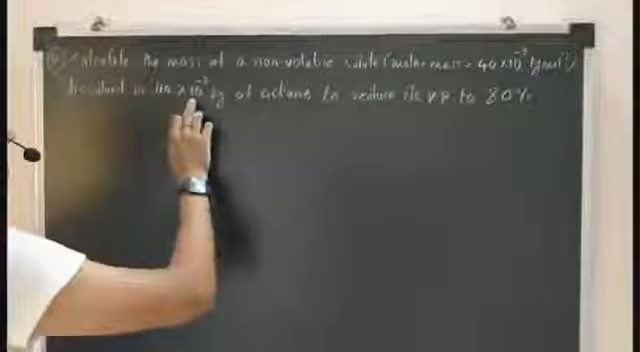 Calculate the mass of a non-volatile solute (molar mass = 40 × 10⁻³ kg mol⁻¹)
dissolved in 114 × 10⁻³ kg of octane to reduce its v.p. to 80%